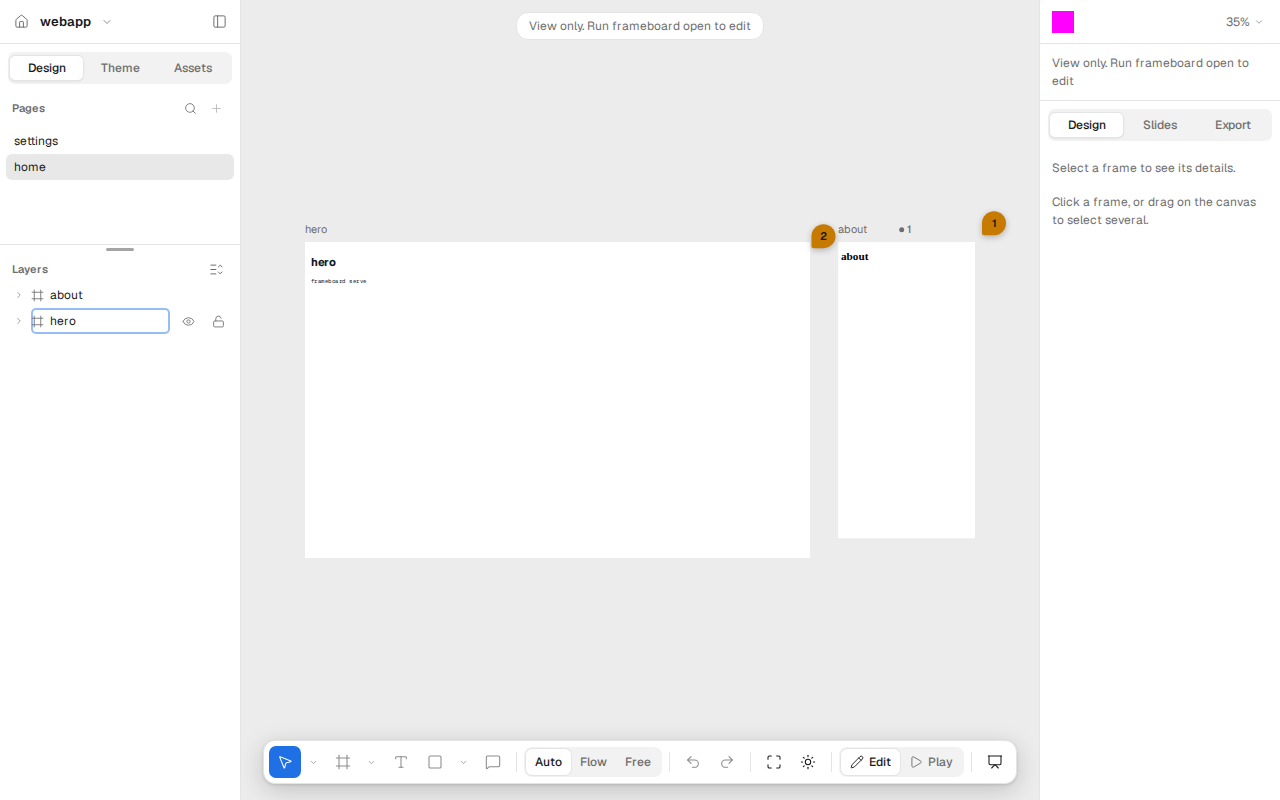 webapp
View only. Run frameboard open to edit
35%
Design
Theme
Assets
View only. Run frameboard open to
edit
Pages
Design
Slides
Export
settings
home
Select a frame to see its details.
Click a frame, or drag on the canvas
to select several.
hero
2
about
1
1
hero
frameboard serve
about
Layers
about
hero
Auto
Flow
Free
Edit
Play